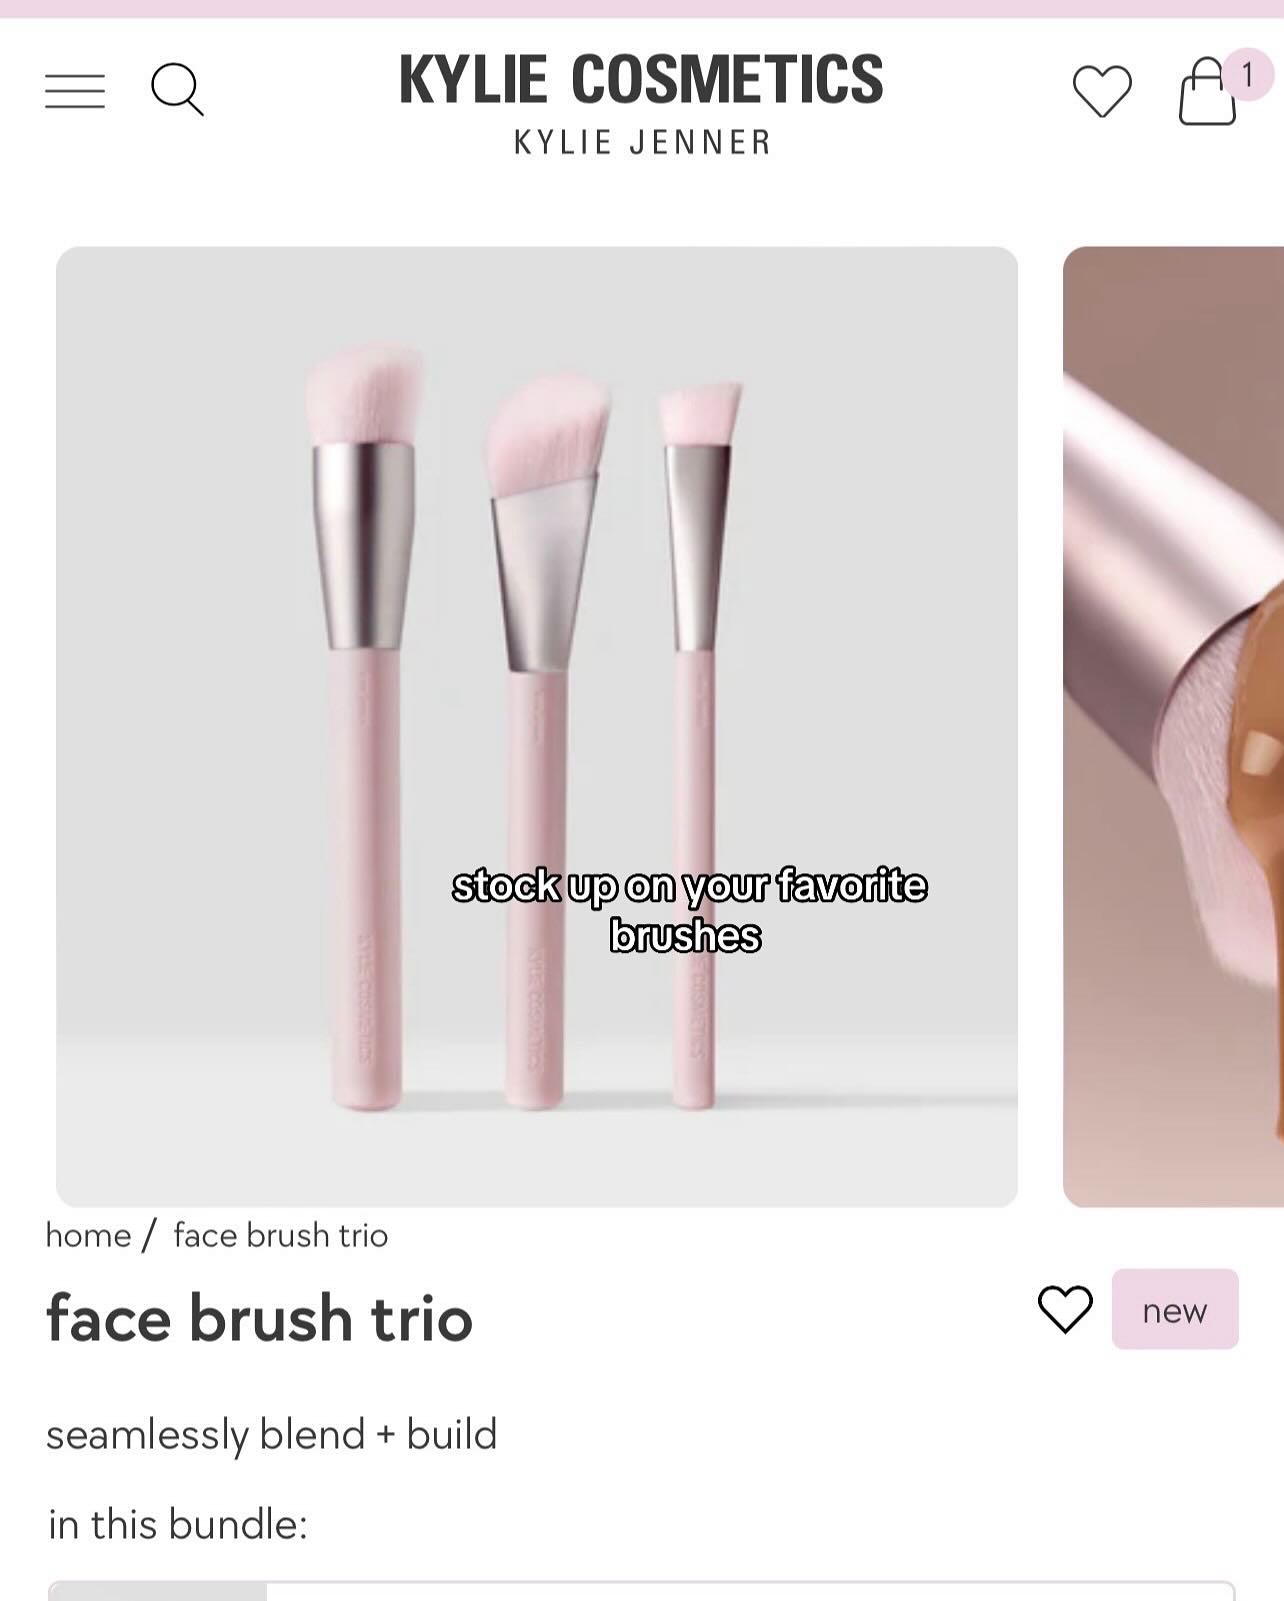 KYLIE COSMETICS
KYLIE JENNER
1
stock up on your favorite
brushes
KYLIE COSMETICS
KYLIE COSMETICS
KYLIE COSMETICS
home / face brush trio
face brush trio
new
seamlessly blend + build
in this bundle: